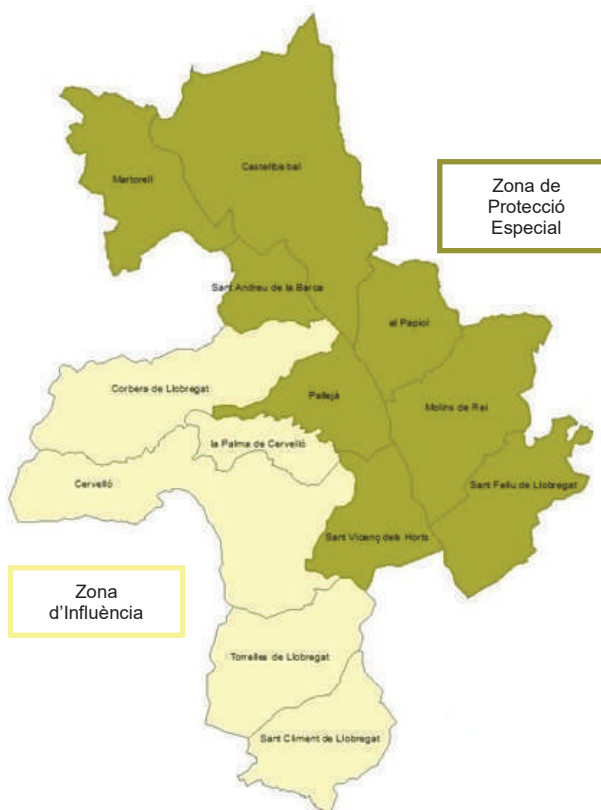 Castellbisbal
Martorell
Zona de
Protecció
Especial
Sant Andreu de la Barca
el Papiol
Corbera de Llobregat
Pallejà
Molins de Rei
la Palma de Cervelló
Cervelló
Sant Feliu de Llobregat
Sant Vicenç dels Horts
Zona
d'Influència
Torrelles de Llobregat
Sant Climent de Llobregat